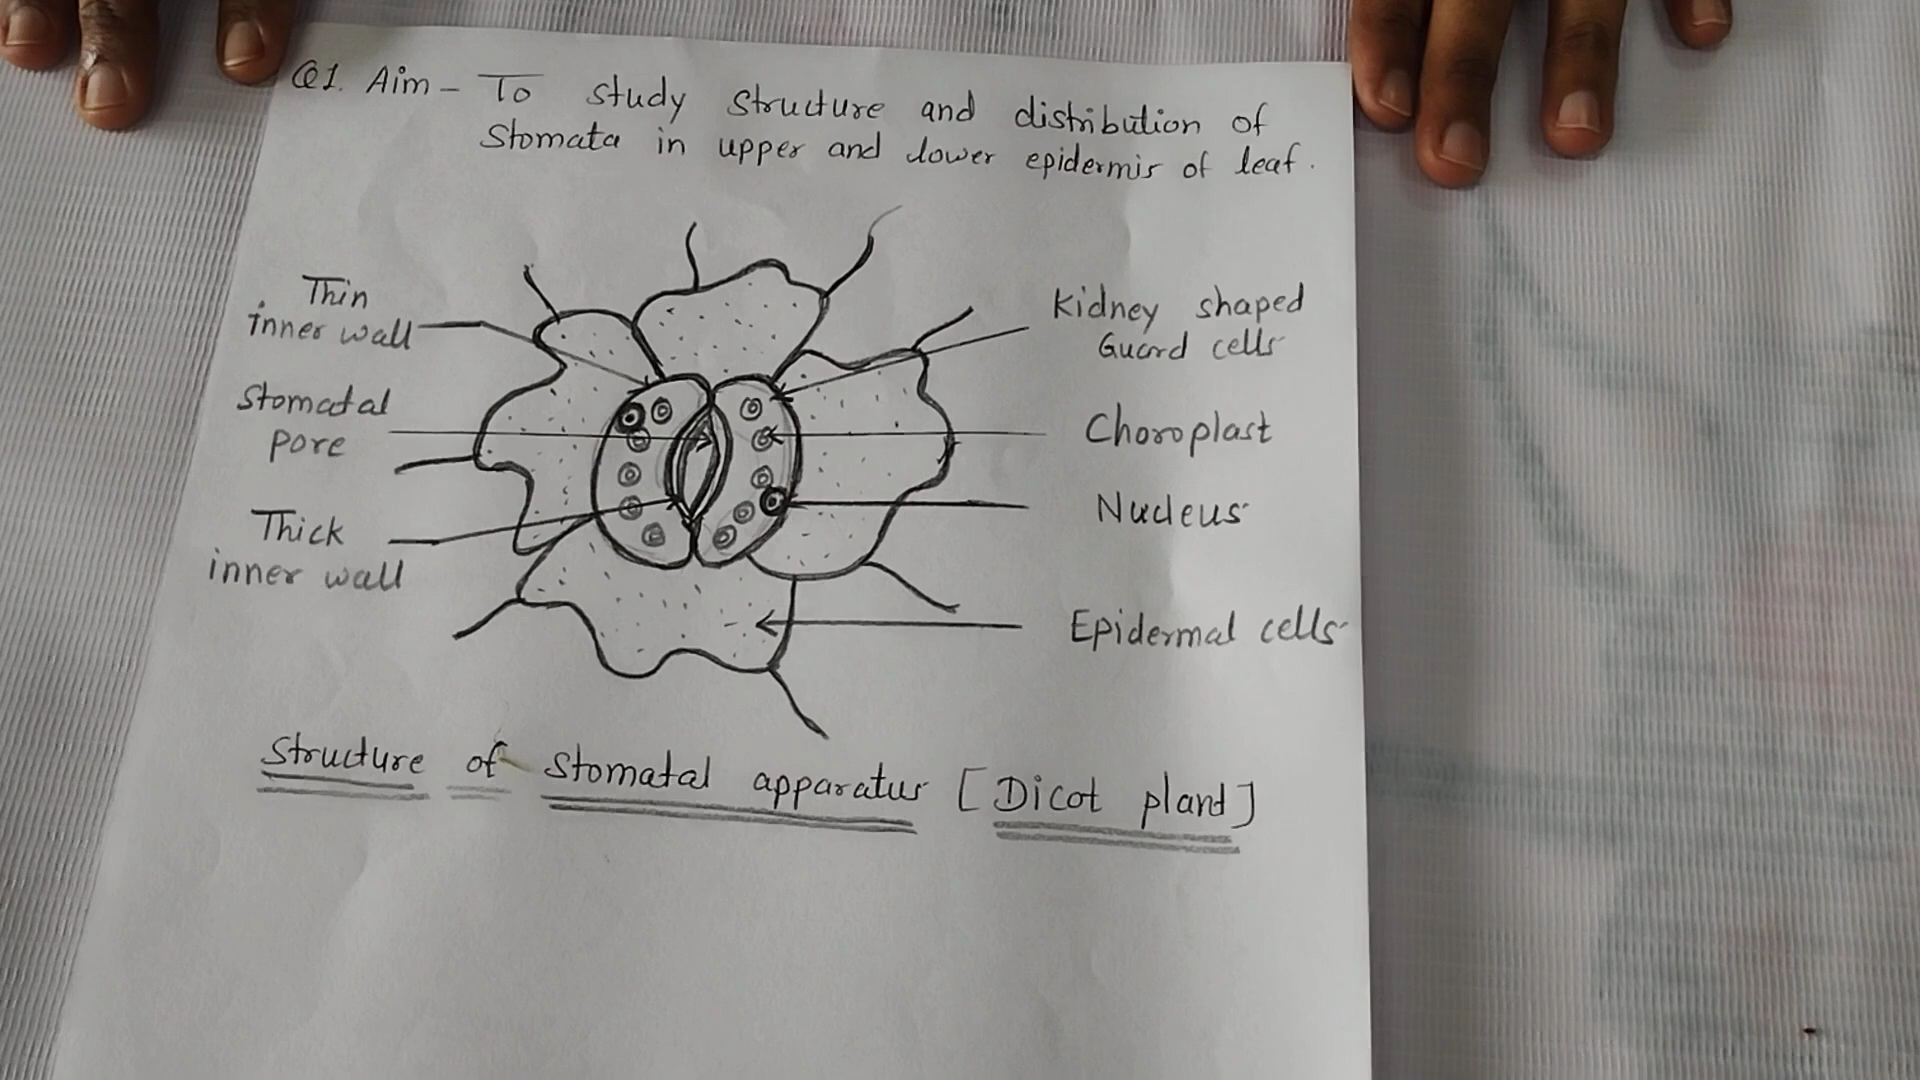 Q1. Aim - To study structure and distribution of
Stomata in upper and lower epidermis of leaf.
Thin
inner wall
Stomatal
pore
Thick
inner wall
Kidney shaped
Guard cells
Choroplast
Nucleus
Epidermal cells
Structure of stomatal apparatus [Dicot plant]